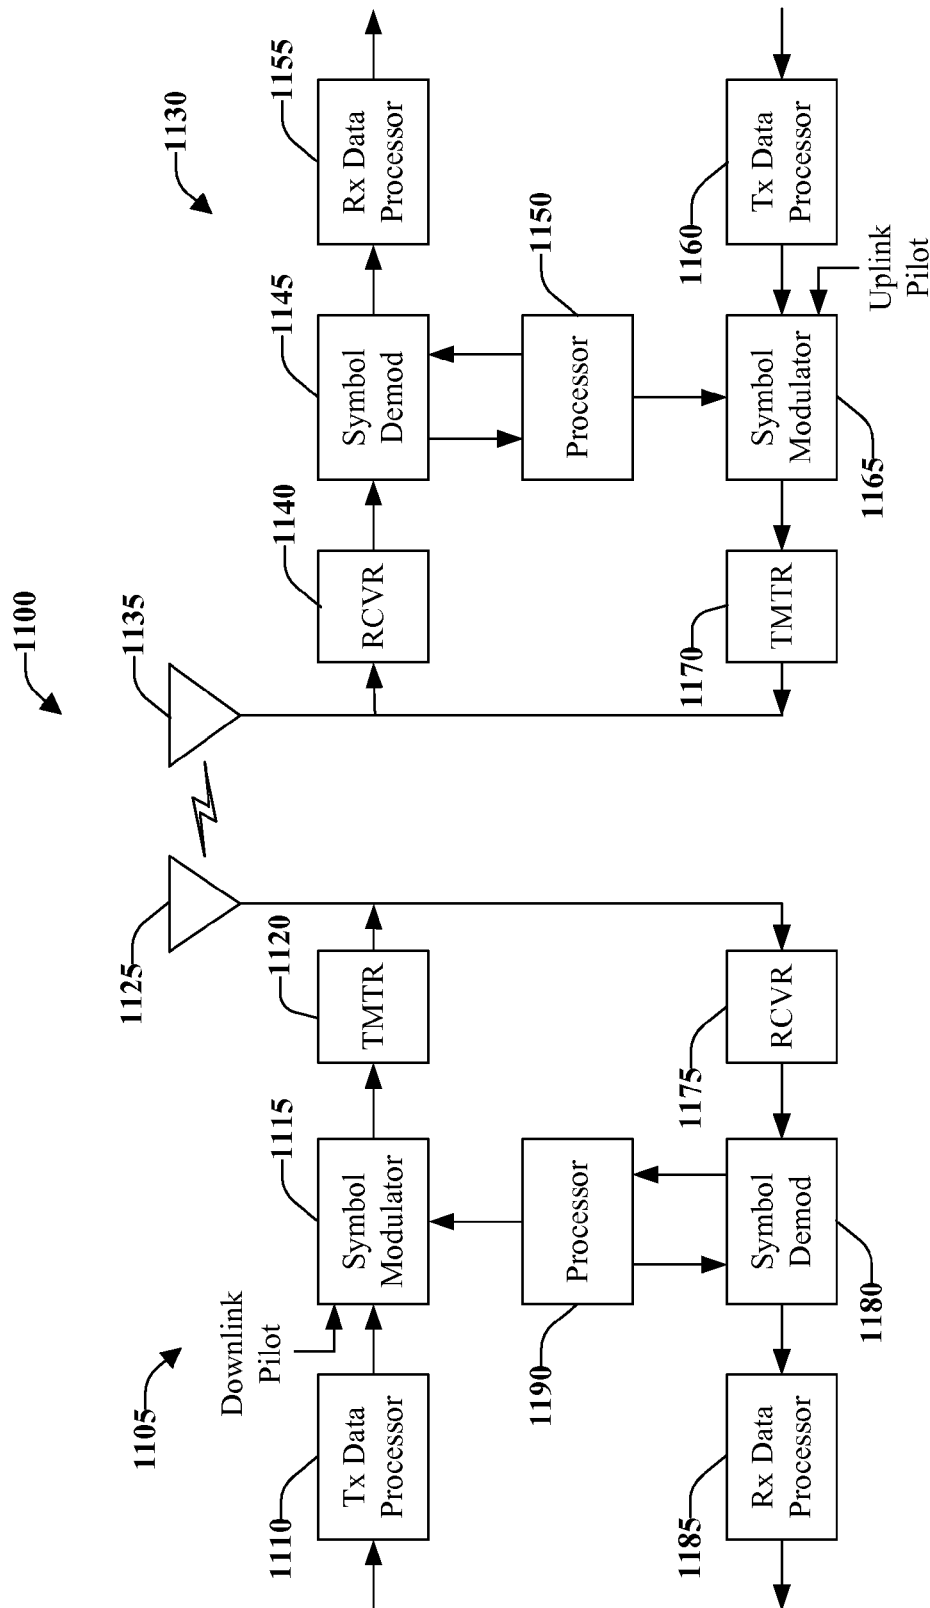 1100
1105
1130
1125
1135
Downlink
Pilot
1110
Tx Data
Processor
1115
Symbol
Modulator
1120
TMTR
1140
RCVR
1145
Symbol
Demod
1155
Rx Data
Processor
1190
Processor
1150
Processor
1185
Rx Data
Processor
1180
Symbol
Demod
1175
RCVR
1170
TMTR
1165
Symbol
Modulator
1160
Tx Data
Processor
Uplink
Pilot